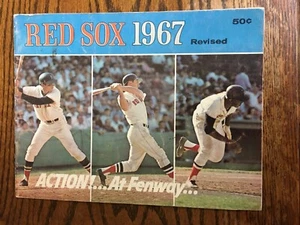 RED SOX 1967
50¢
Revised
ACTION!...At Fenway...